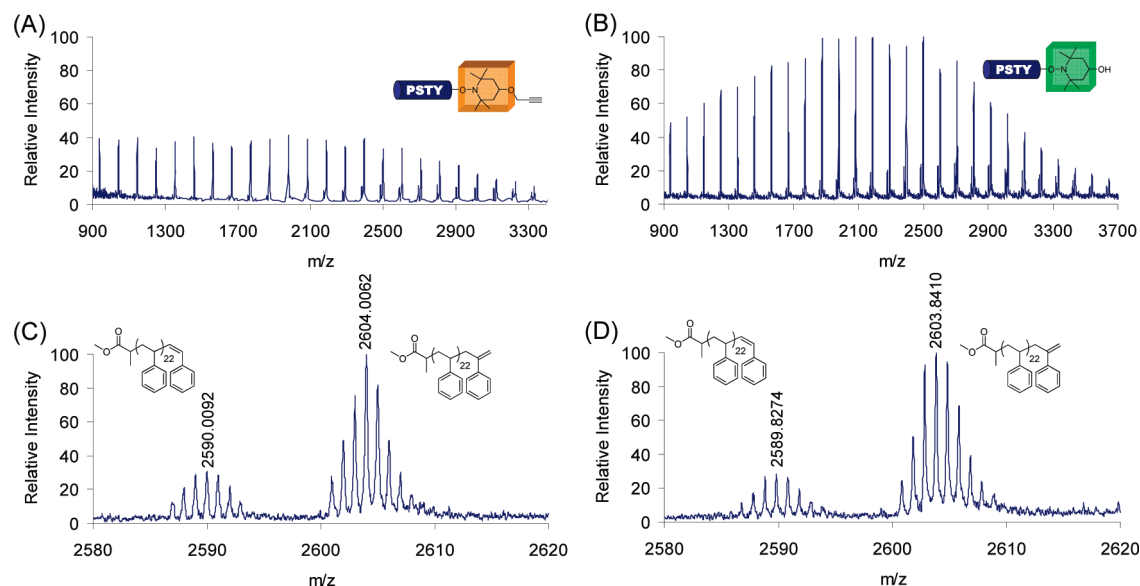 (A)
Relative Intensity
100
80
60
40
20
0
PSTY
O
N
O
900 1300 1700 2100 2500 2900 3300
m/z
(B)
Relative Intensity
100
80
60
40
20
0
PSTY
O
N
OH
900 1300 1700 2100 2500 2900 3300 3700
m/z
(C)
Relative Intensity
100
80
60
40
20
0
O
O
22
2590.0092
2604.0062
O
O
22
2580 2590 2600 2610 2620
m/z
(D)
Relative Intensity
100
80
60
40
20
0
O
O
22
2589.8274
2603.8410
O
O
22
2580 2590 2600 2610 2620
m/z